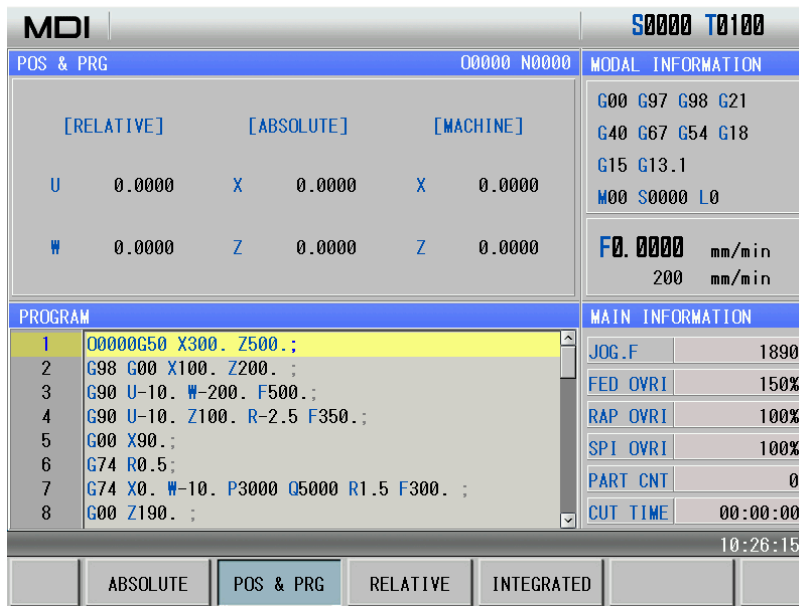 MDI
S0000 T0100
POS & PRG O0000 N0000
[RELATIVE] [ABSOLUTE] [MACHINE]
U 0.0000 X 0.0000 X 0.0000
W 0.0000 Z 0.0000 Z 0.0000
MODAL INFORMATION
G00 G97 G98 G21
G40 G67 G54 G18
G15 G13.1
M00 S0000 L0
F0.0000 mm/min
200 mm/min
PROGRAM
1 O0000G50 X300. Z500.;
2 G98 G00 X100. Z200. ;
3 G90 U-10. W-200. F500.;
4 G90 U-10. Z100. R-2.5 F350.;
5 G00 X90.;
6 G74 R0.5;
7 G74 X0. W-10. P3000 Q5000 R1.5 F300. ;
8 G00 Z190. ;
MAIN INFORMATION
JOG.F 1890
FED OVRI 150%
RAP OVRI 100%
SPI OVRI 100%
PART CNT 0
CUT TIME 00:00:00
10:26:15
ABSOLUTE POS & PRG RELATIVE INTEGRATED